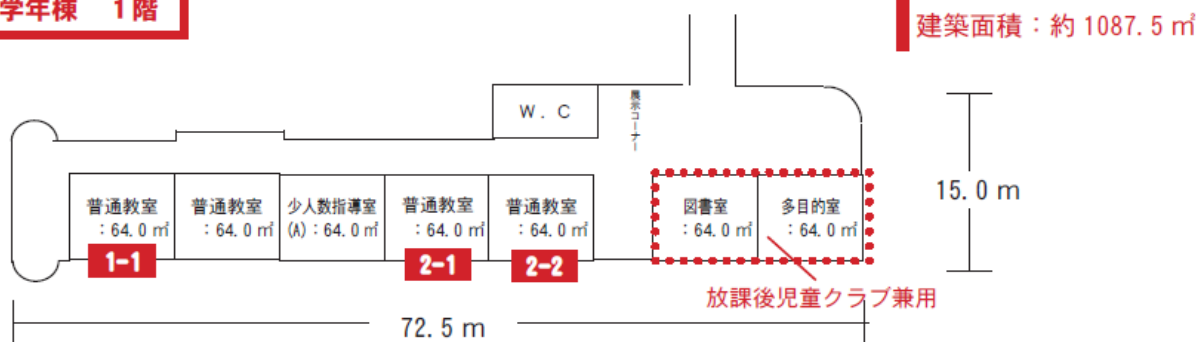 学年棟　1階
建築面積：約 1087.5 ㎡
W．C
展示コーナー
普通教室
：64.0 ㎡
1-1
普通教室
：64.0 ㎡
少人数指導室
(A)：64.0 ㎡
普通教室
：64.0 ㎡
2-1
普通教室
：64.0 ㎡
2-2
図書室
：64.0 ㎡
多目的室
：64.0 ㎡
15.0 m
放課後児童クラブ兼用
72.5 m